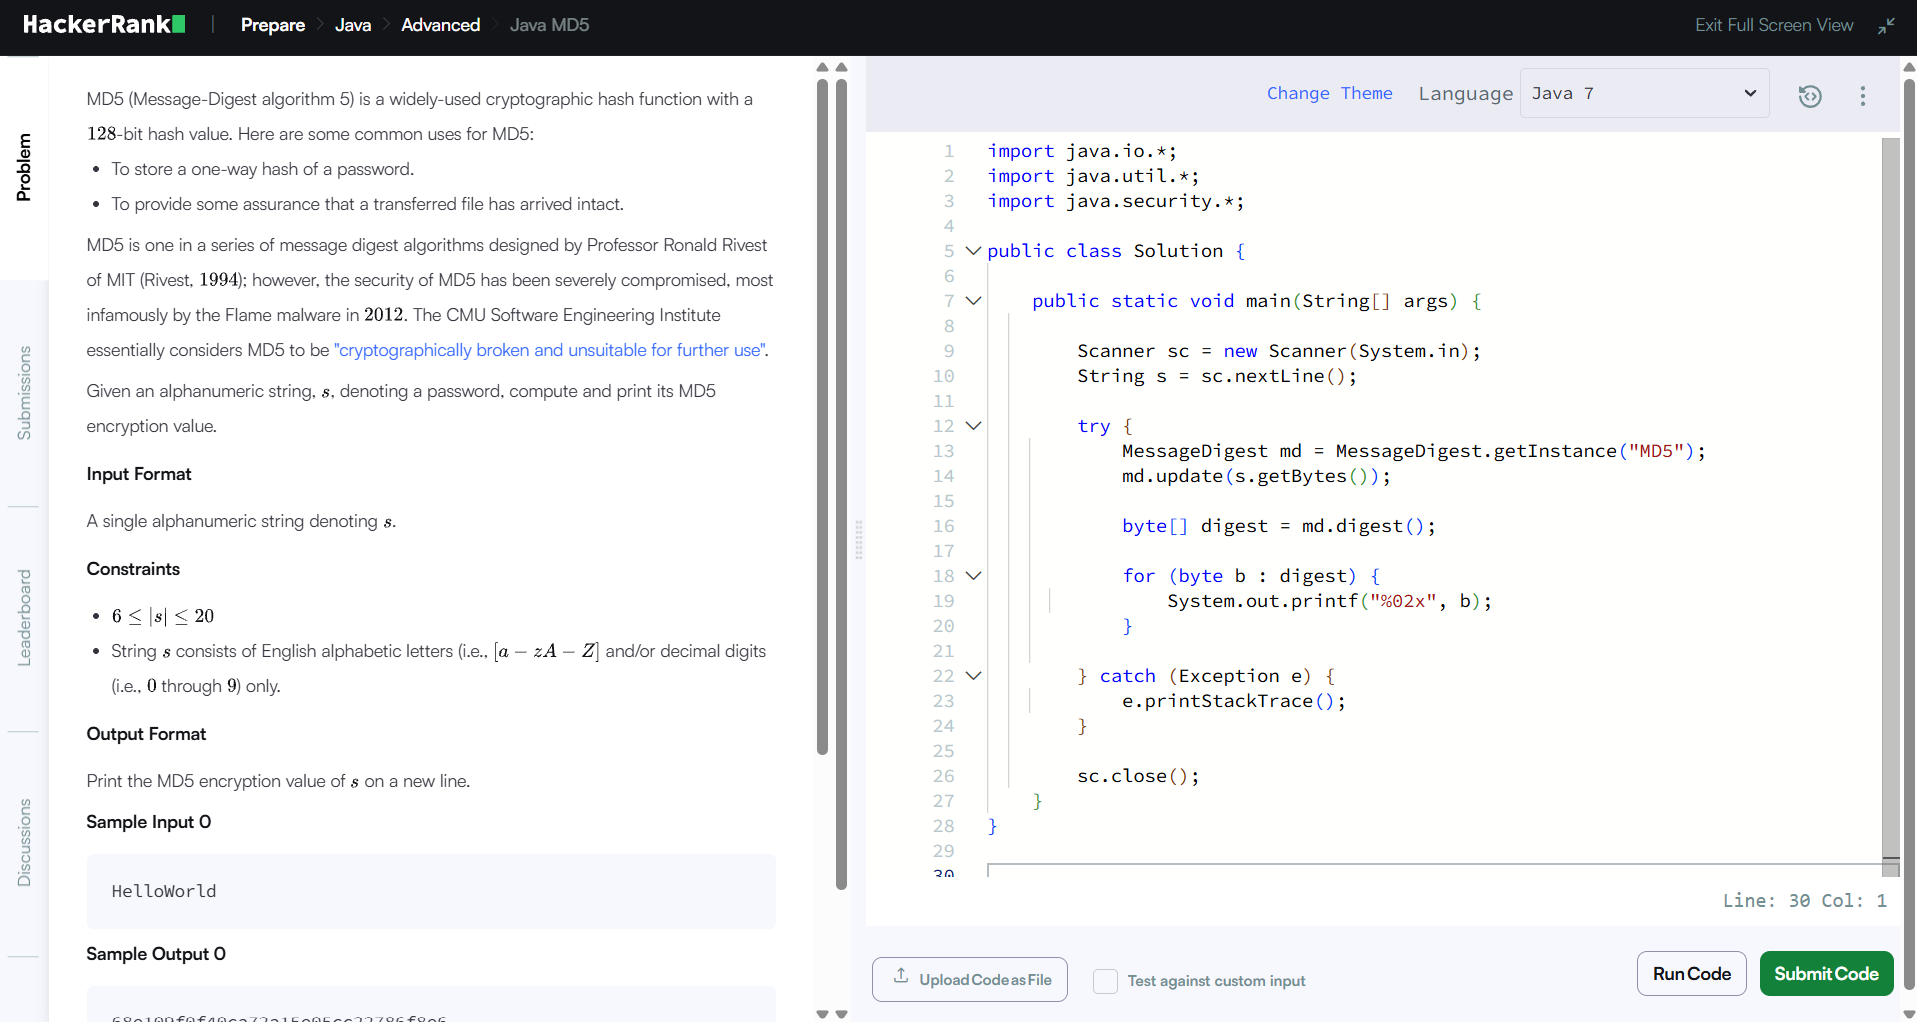 HackerRank
Prepare
Java
Advanced
Java MD5
Exit Full Screen View
Problem
Submissions
Leaderboard
Discussions
MD5 (Message-Digest algorithm 5) is a widely-used cryptographic hash function with a
128-bit hash value. Here are some common uses for MD5:
• To store a one-way hash of a password.
• To provide some assurance that a transferred file has arrived intact.
MD5 is one in a series of message digest algorithms designed by Professor Ronald Rivest
of MIT (Rivest, 1994); however, the security of MD5 has been severely compromised, most
infamously by the Flame malware in 2012. The CMU Software Engineering Institute
essentially considers MD5 to be "cryptographically broken and unsuitable for further use".
Given an alphanumeric string, s, denoting a password, compute and print its MD5
encryption value.
Input Format
A single alphanumeric string denoting s.
Constraints
• 6 ≤ |s| ≤ 20
• String s consists of English alphabetic letters (i.e., [a − zA − Z] and/or decimal digits
(i.e., 0 through 9) only.
Output Format
Print the MD5 encryption value of s on a new line.
Sample Input 0
HelloWorld
Sample Output 0
Change Theme
Language
Java 7
1 import java.io.*;
2 import java.util.*;
3 import java.security.*;
4
5 public class Solution {
6
7     public static void main(String[] args) {
8
9         Scanner sc = new Scanner(System.in);
10         String s = sc.nextLine();
11
12         try {
13             MessageDigest md = MessageDigest.getInstance("MD5");
14             md.update(s.getBytes());
15
16             byte[] digest = md.digest();
17
18             for (byte b : digest) {
19                 System.out.printf("%02x", b);
20             }
21
22         } catch (Exception e) {
23             e.printStackTrace();
24         }
25
26         sc.close();
27     }
28 }
29
30
Line: 30 Col: 1
Upload Code as File
Test against custom input
Run Code
Submit Code